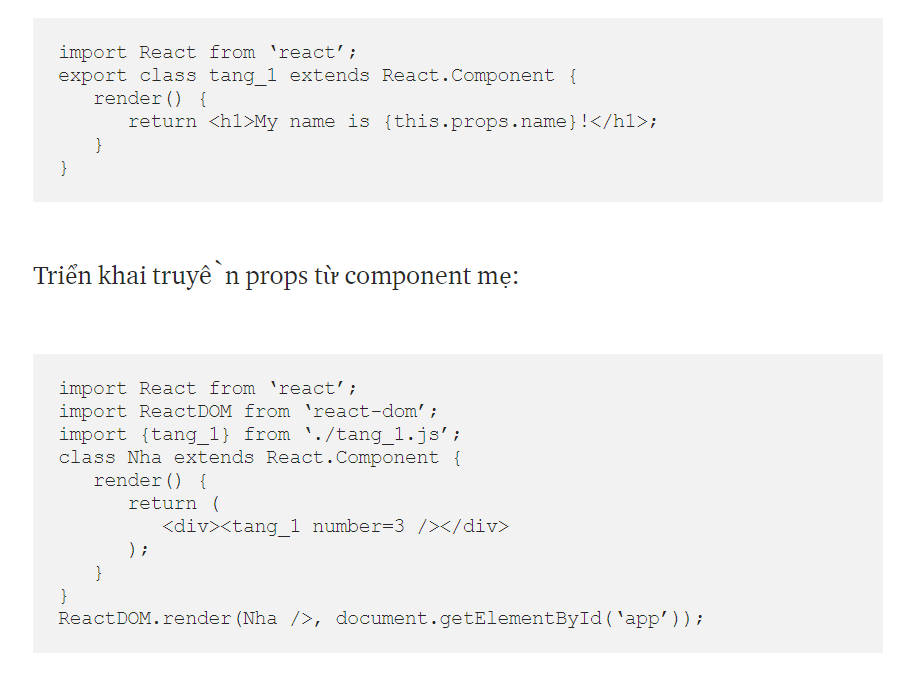 import React from ‘react’;
export class tang_1 extends React.Component {
render() {
return <h1>My name is {this.props.name}!</h1>;
}
}
Triển khai truyền props từ component mẹ:
import React from ‘react’;
import ReactDOM from ‘react-dom’;
import {tang_1} from ‘./tang_1.js’;
class Nha extends React.Component {
render() {
return (
<div><tang_1 number=3 /></div>
);
}
}
ReactDOM.render(Nha />, document.getElementById(‘app’));